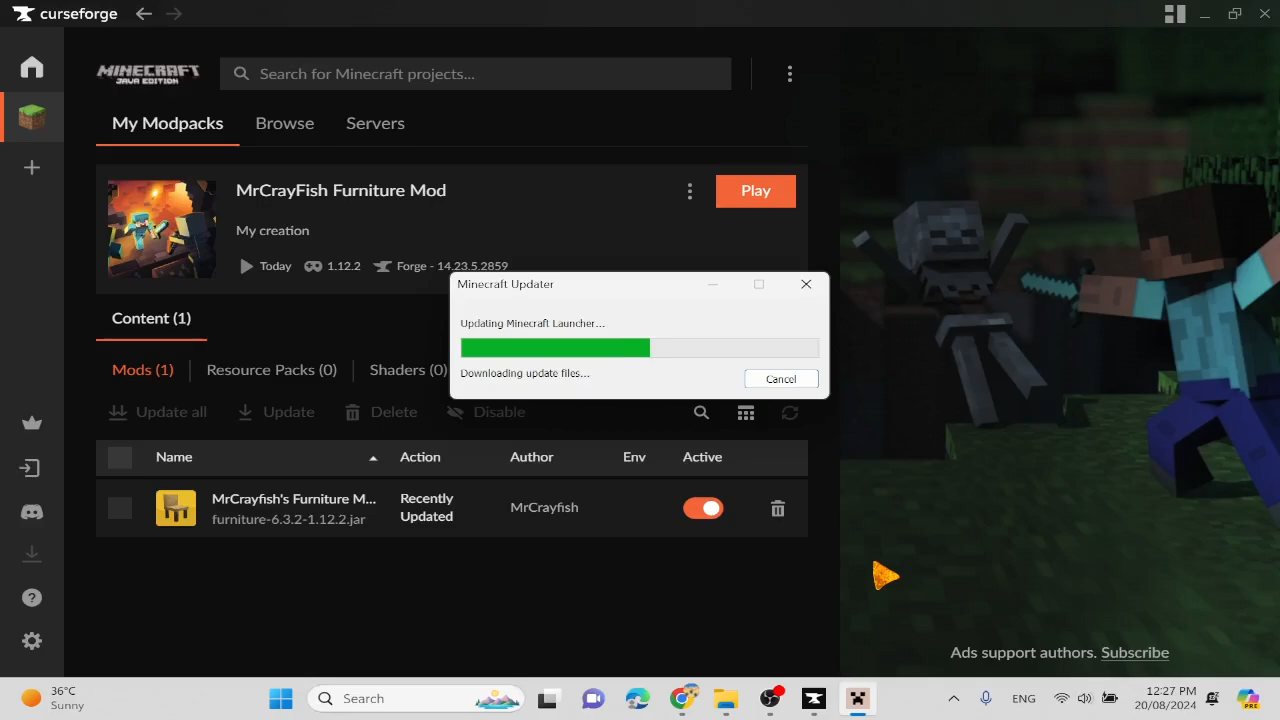 curseforge
MINECRAFT
JAVA EDITION
Search for Minecraft projects...
My Modpacks
Browse
Servers
MrCrayFish Furniture Mod
Play
My creation
Today
1.12.2
Forge - 14.23.5.2859
Minecraft Updater
Updating Minecraft Launcher...
Downloading update files...
Cancel
Content (1)
Mods (1)
Resource Packs (0)
Shaders (0)
Update all
Update
Delete
Disable
Name
Action
Author
Env
Active
MrCrayfish's Furniture M...
furniture-6.3.2-1.12.2.jar
Recently
Updated
MrCrayfish
Ads support authors. Subscribe
36°C
Sunny
Search
ENG
12:27 PM
20/08/2024
PRE